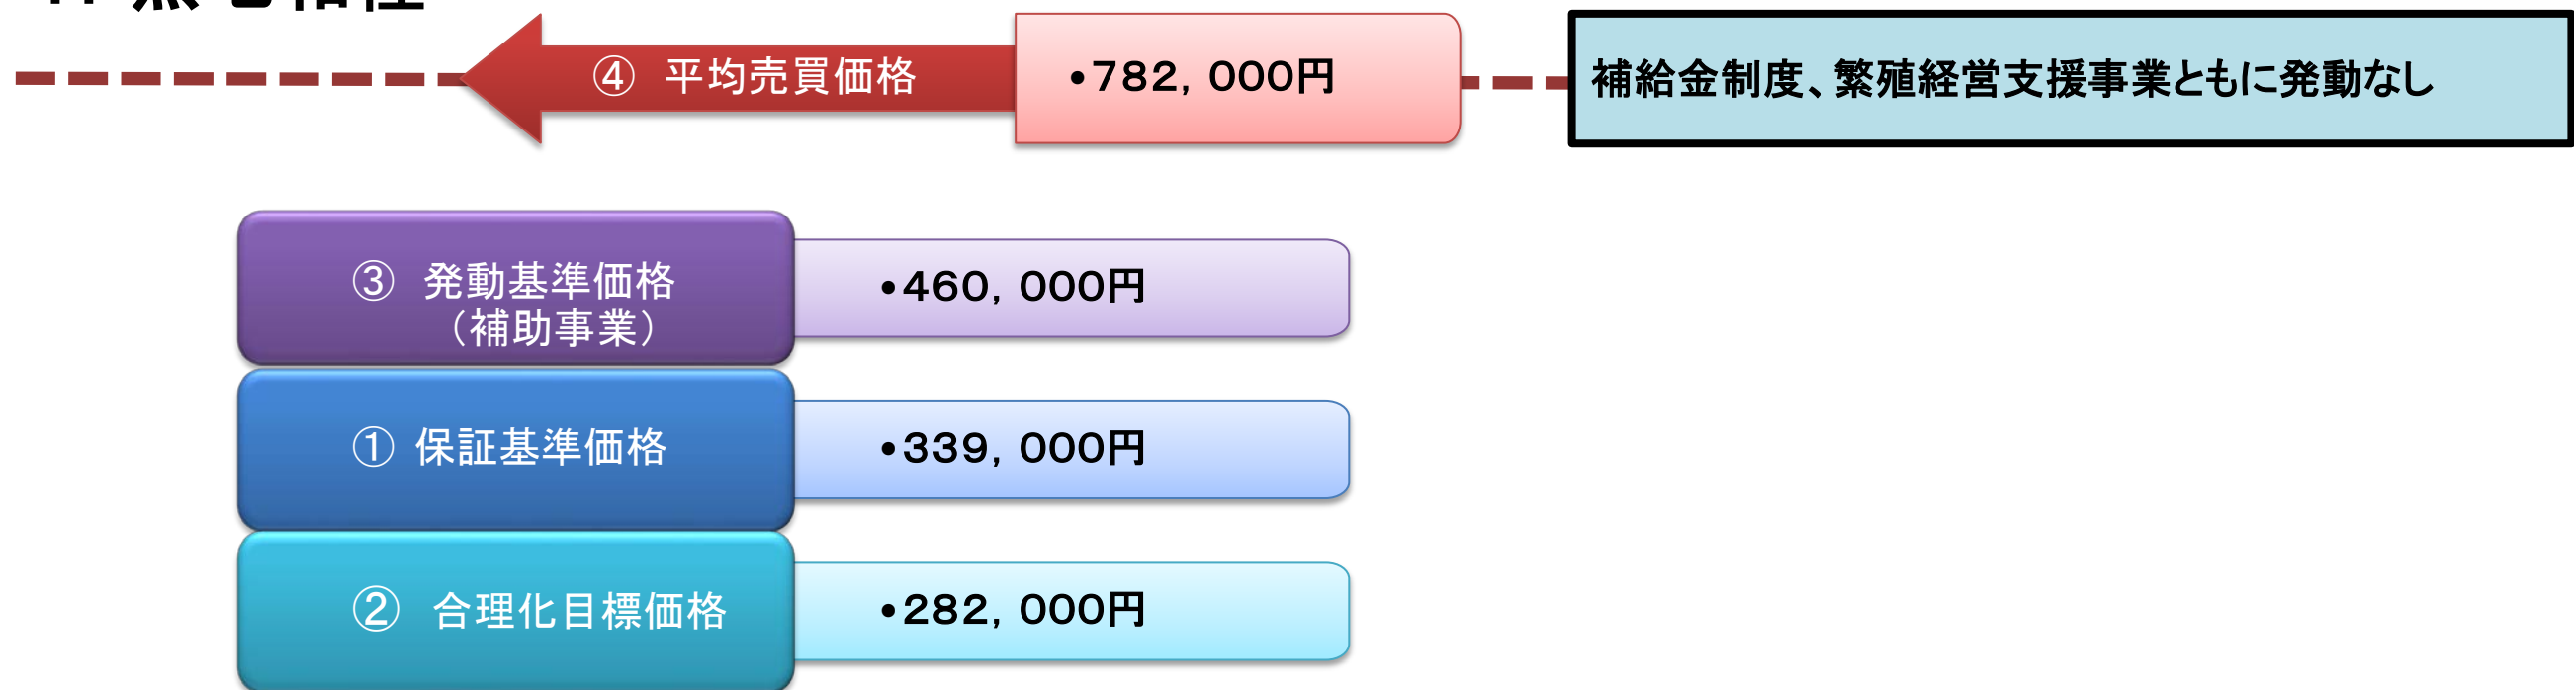 ④ 平均売買価格
•782,000円
補給金制度、繁殖経営支援事業ともに発動なし
③ 発動基準価格
（補助事業）
•460,000円
① 保証基準価格
•339,000円
② 合理化目標価格
•282,000円